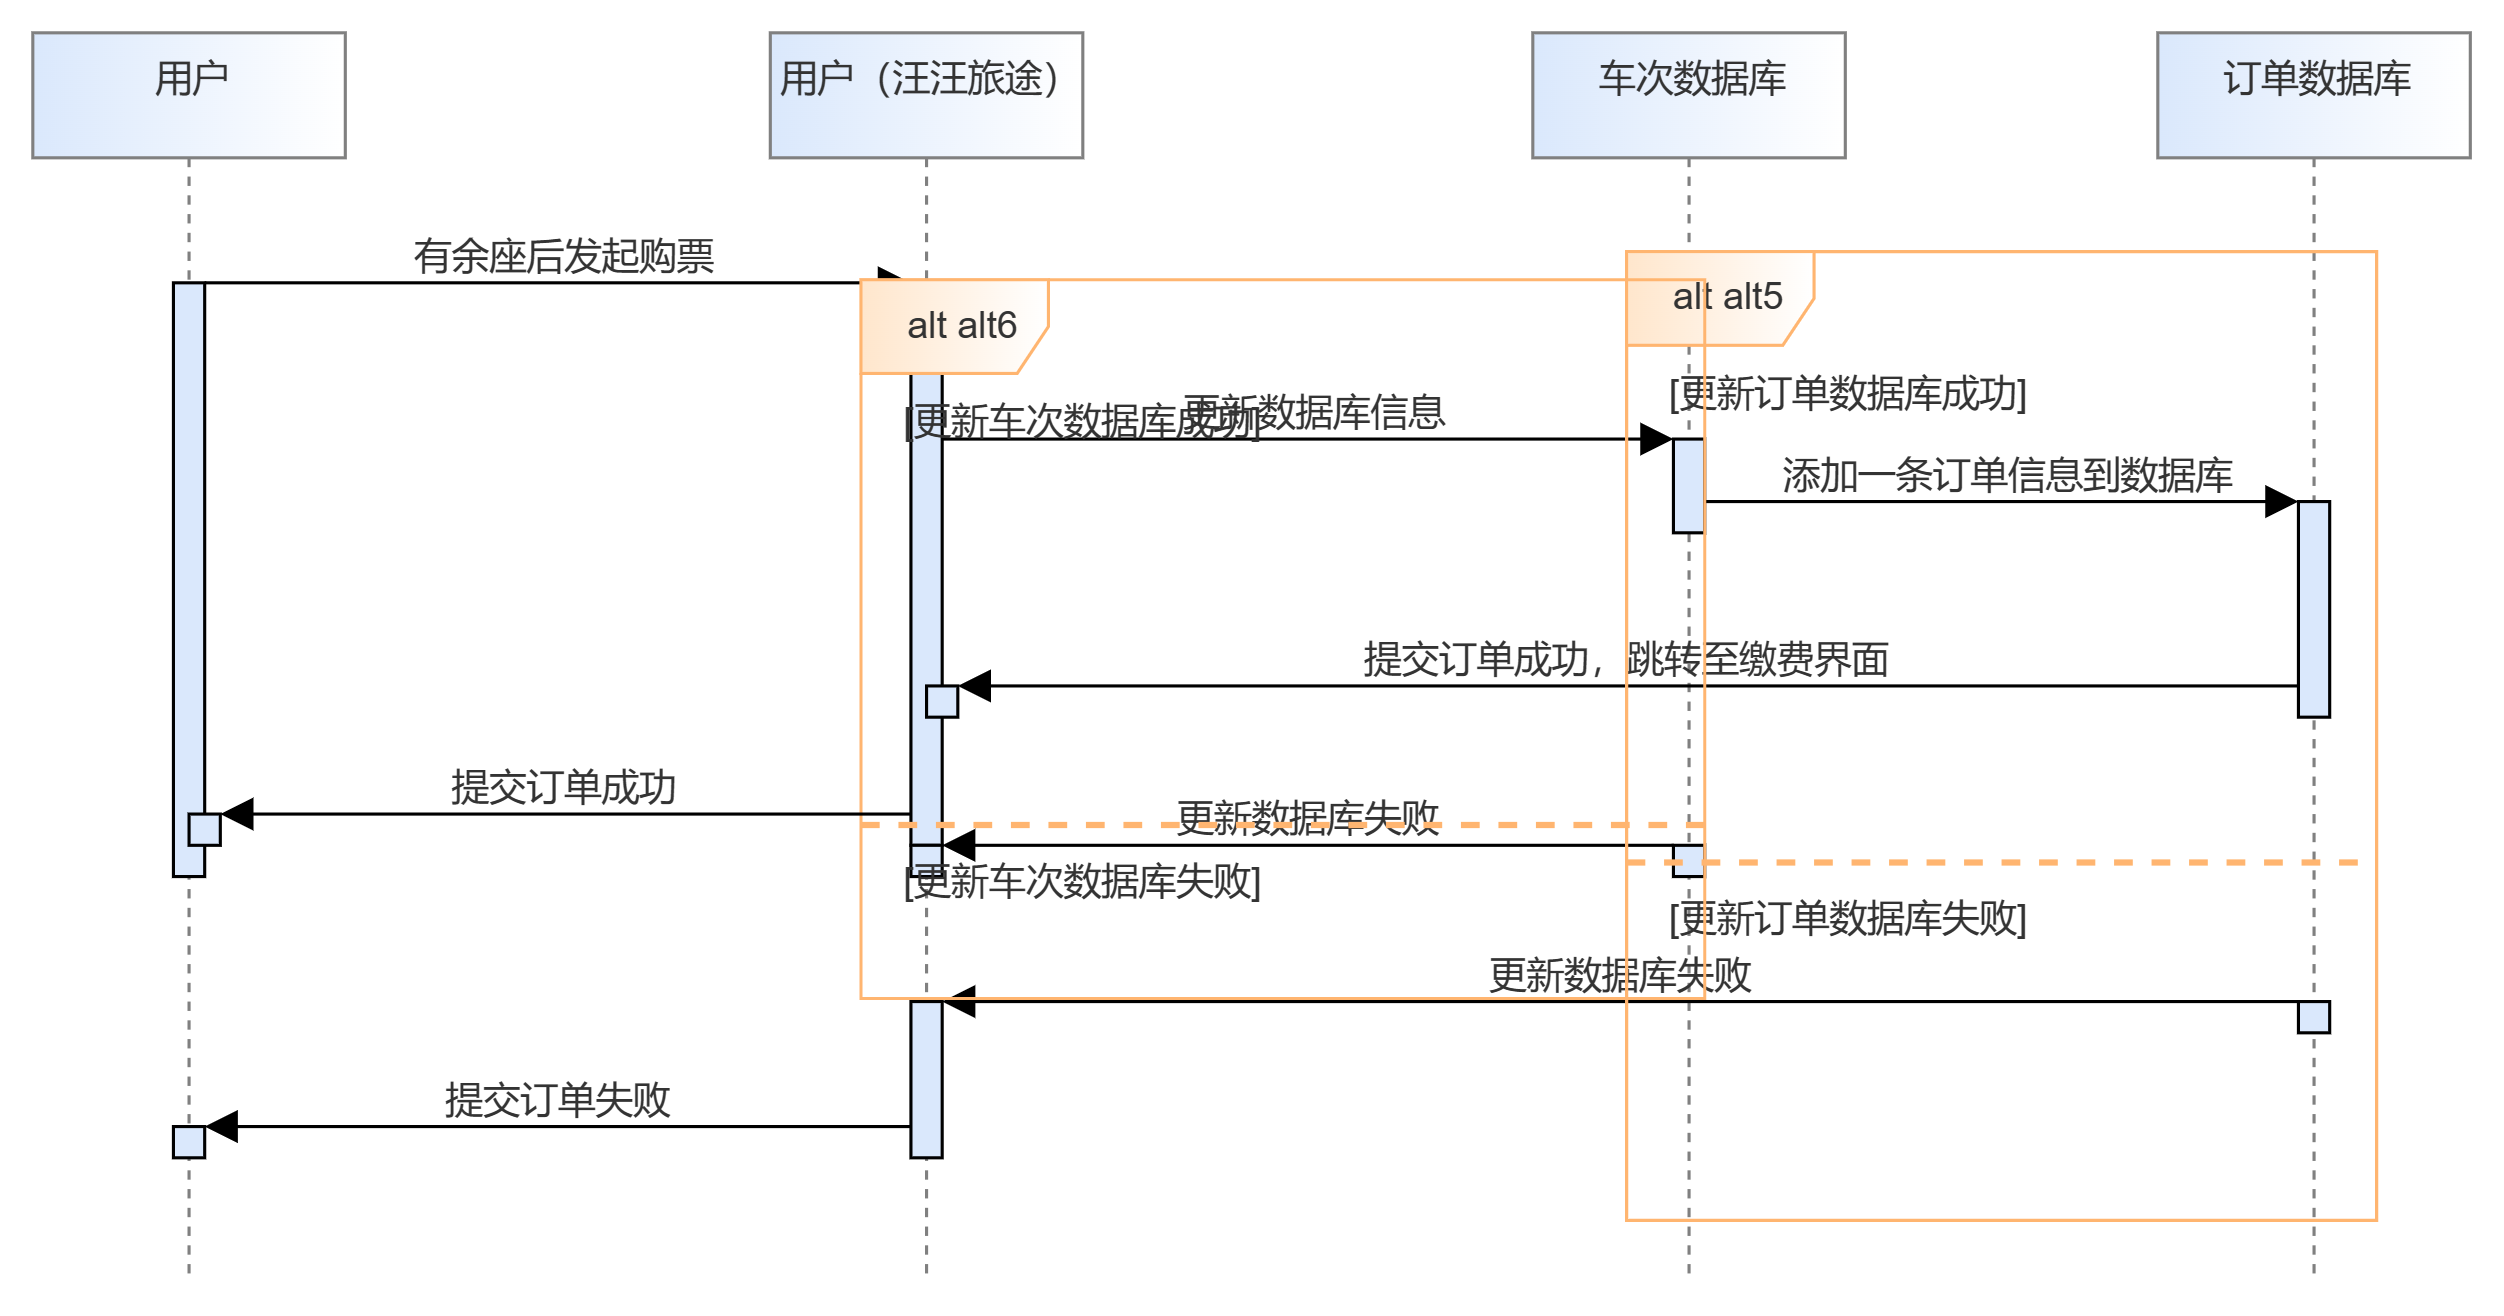 用户
用户（汪汪旅途）
车次数据库
订单数据库
有余座后发起购票
alt alt5
alt alt6
[更新订单数据库成功]
更新数据库信息
[更新车次数据库成功]
添加一条订单信息到数据库
提交订单成功，跳转至缴费界面
提交订单成功
更新数据库失败
[更新车次数据库失败]
[更新订单数据库失败]
更新数据库失败
提交订单失败